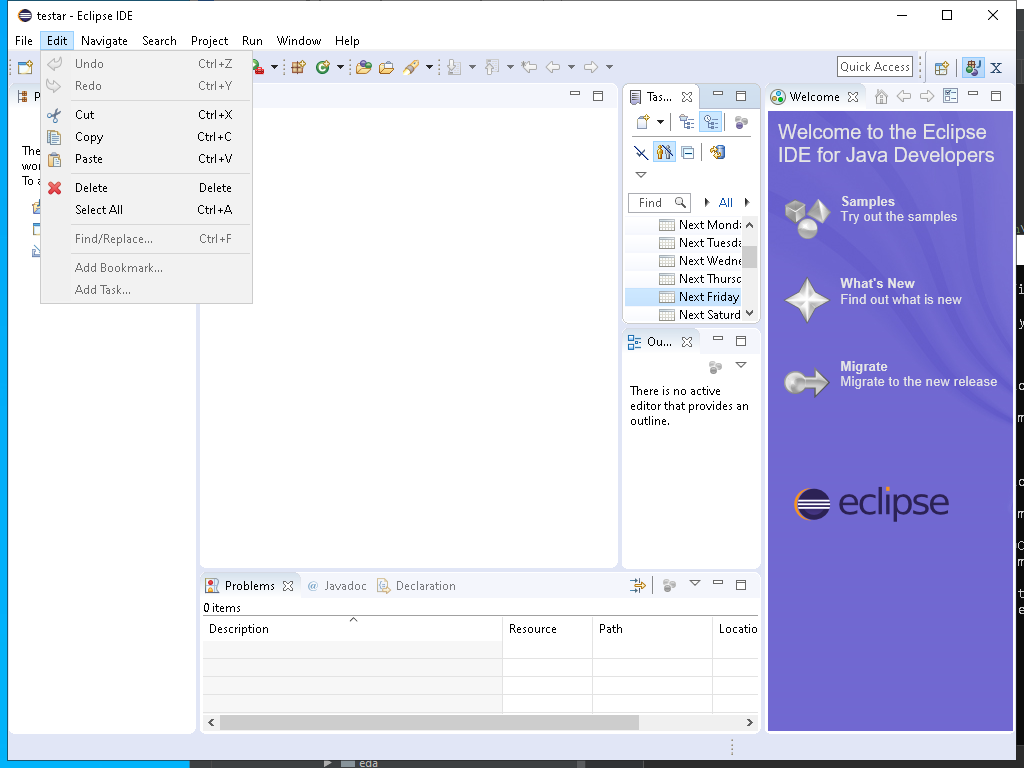 testar - Eclipse IDE
File Edit Navigate Search Project Run Window Help
Quick Access
Undo Ctrl+Z
Redo Ctrl+Y
Cut Ctrl+X
Copy Ctrl+C
Paste Ctrl+V
Delete Delete
Select All Ctrl+A
Find/Replace... Ctrl+F
Add Bookmark...
Add Task...
Tas...
Find All
Next Monda
Next Tuesda
Next Wedne
Next Thursd
Next Friday
Next Saturd
Ou...
There is no active
editor that provides an
outline.
Welcome
Welcome to the Eclipse
IDE for Java Developers
Samples
Try out the samples
What's New
Find out what is new
Migrate
Migrate to the new release
eclipse
Problems @ Javadoc Declaration
0 items
Description Resource Path Locatio
eda